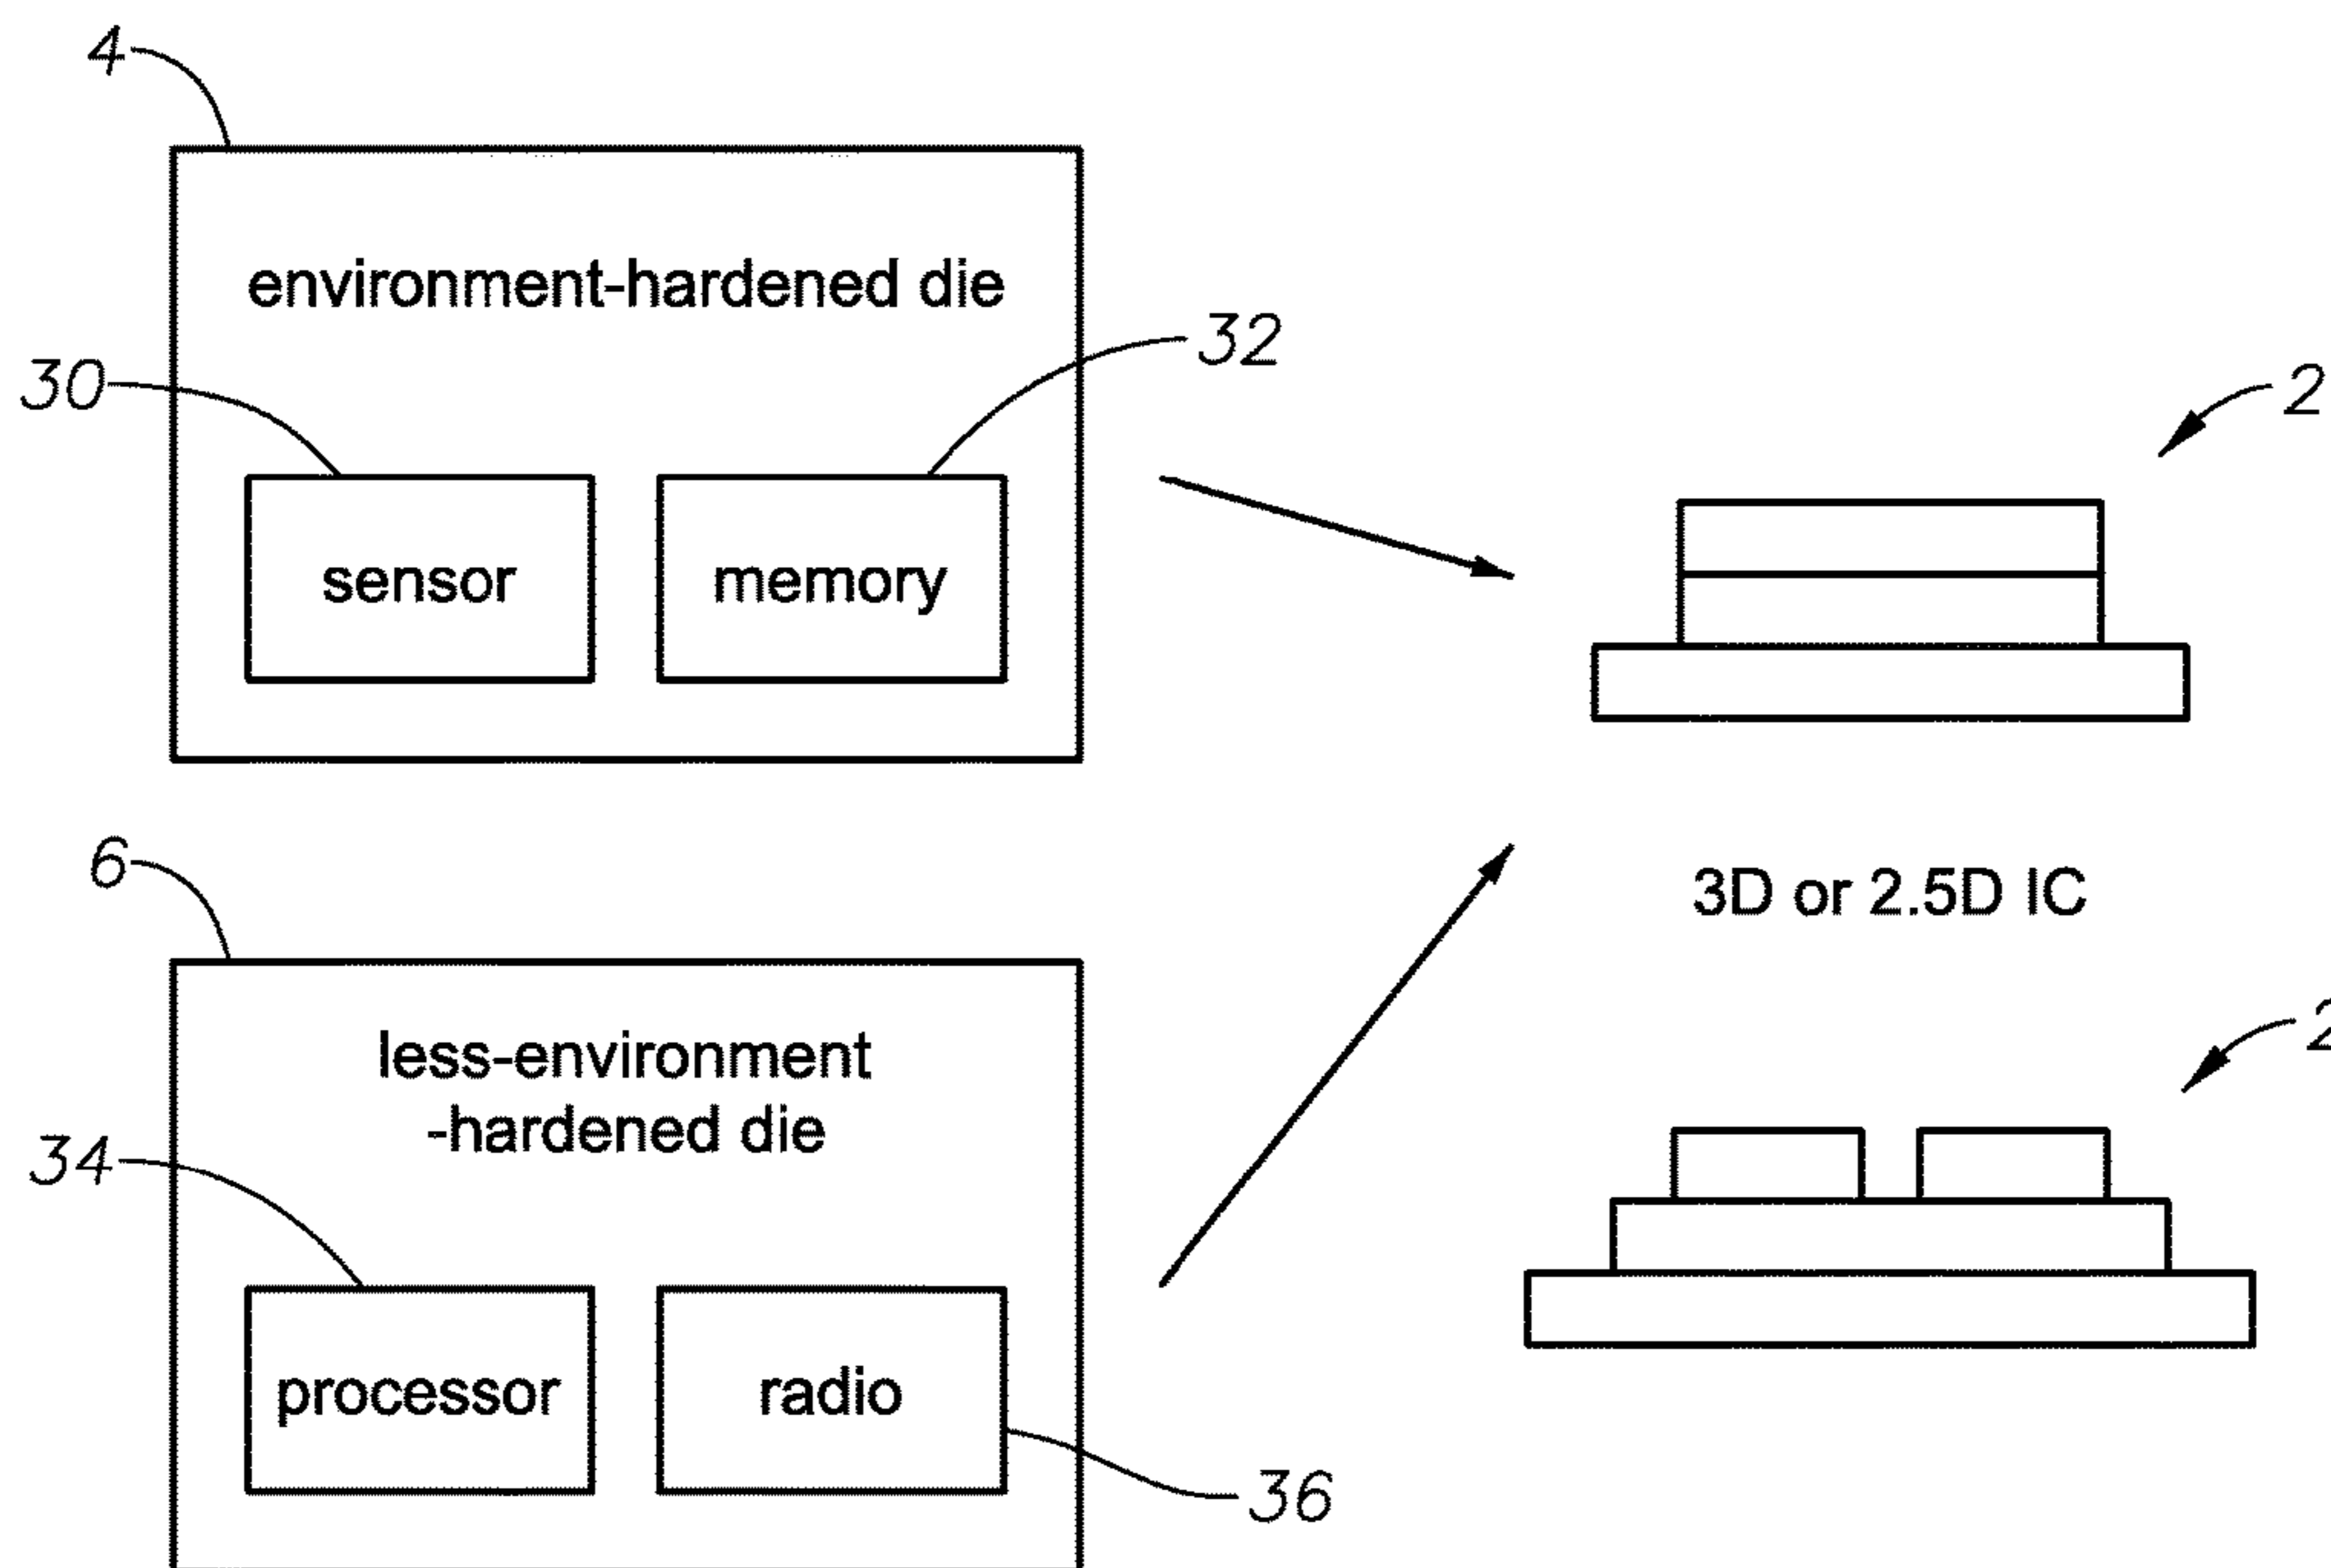 4
environment-hardened die
30
32
sensor
memory
2
6
less-environment
-hardened die
34
processor
radio
36
3D or 2.5D IC
2